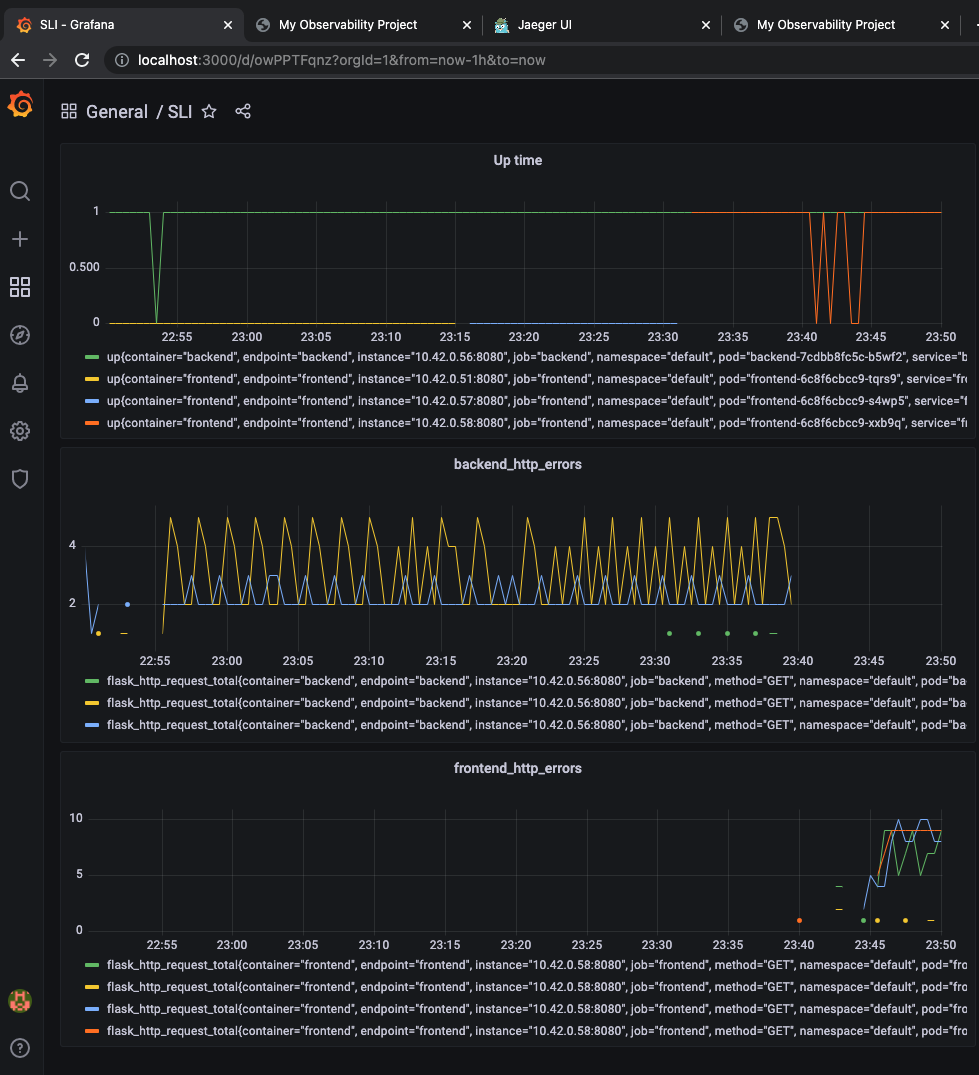 SLI - Grafana
My Observability Project
Jaeger UI
My Observability Project
localhost:3000/d/owPPTFqnz?orgId=1&from=now-1h&to=now
General / SLI
Up time
1
0.500
0
22:55 23:00 23:05 23:10 23:15 23:20 23:25 23:30 23:35 23:40 23:45 23:50
up{container="backend", endpoint="backend", instance="10.42.0.56:8080", job="backend", namespace="default", pod="backend-7cdbb8fc5c-b5wf2", service="b
up{container="frontend", endpoint="frontend", instance="10.42.0.51:8080", job="frontend", namespace="default", pod="frontend-6c8f6cbcc9-tqrs9", service="fro
up{container="frontend", endpoint="frontend", instance="10.42.0.57:8080", job="frontend", namespace="default", pod="frontend-6c8f6cbcc9-s4wp5", service="f
up{container="frontend", endpoint="frontend", instance="10.42.0.58:8080", job="frontend", namespace="default", pod="frontend-6c8f6cbcc9-xxb9q", service="fr
backend_http_errors
4
2
22:55 23:00 23:05 23:10 23:15 23:20 23:25 23:30 23:35 23:40 23:45 23:50
flask_http_request_total{container="backend", endpoint="backend", instance="10.42.0.56:8080", job="backend", method="GET", namespace="default", pod="ba
flask_http_request_total{container="backend", endpoint="backend", instance="10.42.0.56:8080", job="backend", method="GET", namespace="default", pod="ba
flask_http_request_total{container="backend", endpoint="backend", instance="10.42.0.56:8080", job="backend", method="GET", namespace="default", pod="ba
frontend_http_errors
10
5
0
22:55 23:00 23:05 23:10 23:15 23:20 23:25 23:30 23:35 23:40 23:45 23:50
flask_http_request_total{container="frontend", endpoint="frontend", instance="10.42.0.58:8080", job="frontend", method="GET", namespace="default", pod="fro
flask_http_request_total{container="frontend", endpoint="frontend", instance="10.42.0.58:8080", job="frontend", method="GET", namespace="default", pod="fro
flask_http_request_total{container="frontend", endpoint="frontend", instance="10.42.0.58:8080", job="frontend", method="GET", namespace="default", pod="fro
flask_http_request_total{container="frontend", endpoint="frontend", instance="10.42.0.58:8080", job="frontend", method="GET", namespace="default", pod="fro